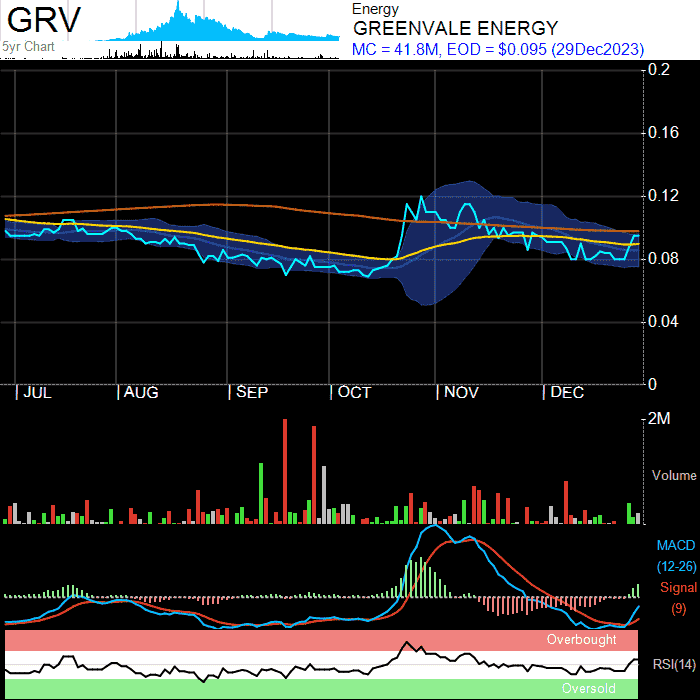 GRV
5yr Chart
Energy
GREENVALE ENERGY
MC = 41.8M, EOD = $0.095 (29Dec2023)
0.2
0.16
0.12
0.08
0.04
0
JUL AUG SEP OCT NOV DEC
2M
Volume
MACD
(12-26)
Signal
(9)
Overbought
RSI(14)
Oversold